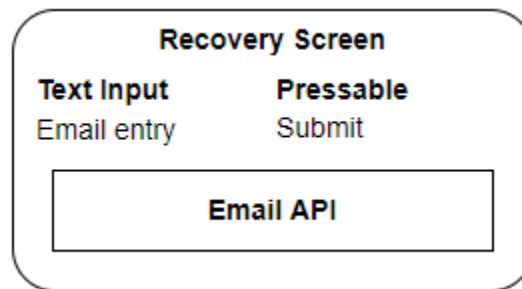 Recovery Screen
Text Input Pressable
Email entry Submit
Email API